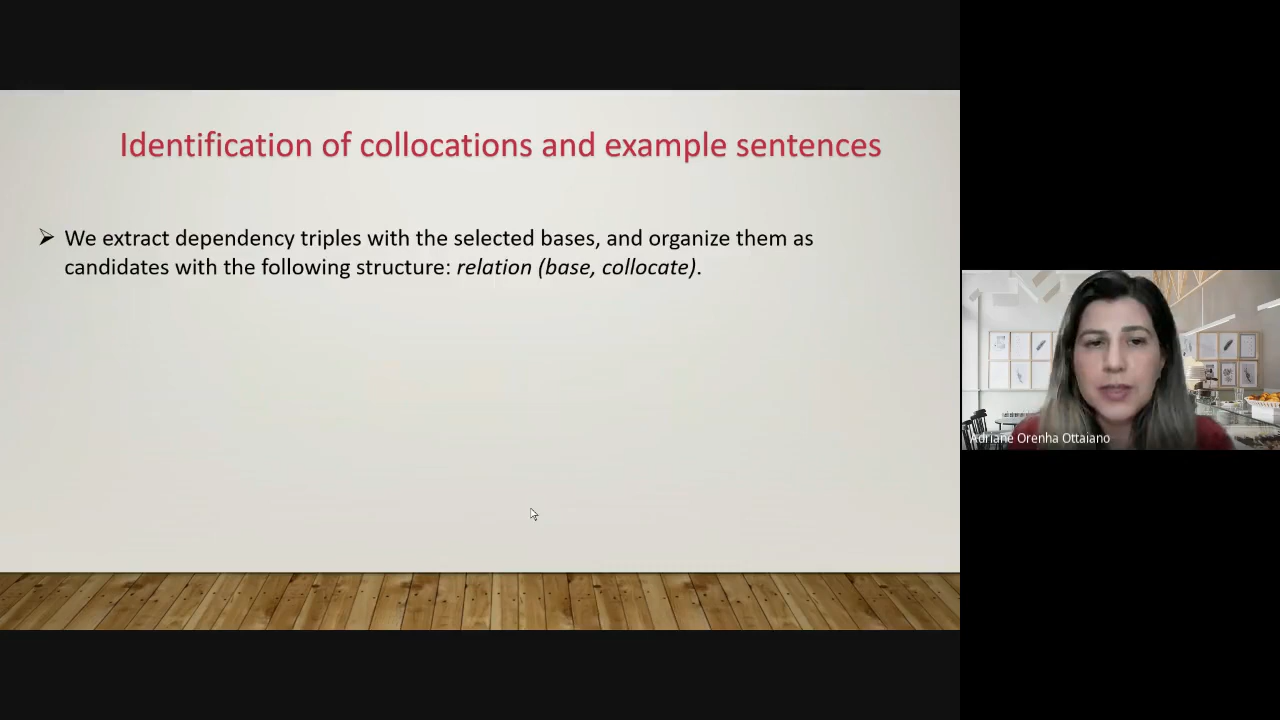 Identification of collocations and example sentences
➢ We extract dependency triples with the selected bases, and organize them as
candidates with the following structure: relation (base, collocate).
Adriane Orenha Ottaiano